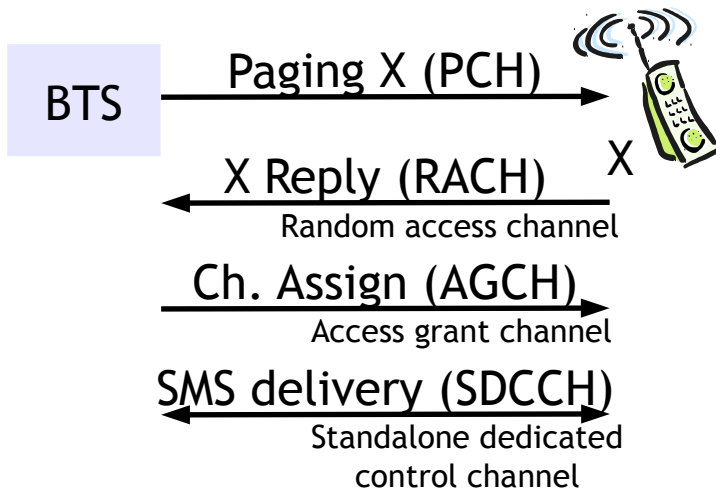 Paging X (PCH)
BTS
X
X Reply (RACH)
Random access channel
Ch. Assign (AGCH)
Access grant channel
SMS delivery (SDCCH)
Standalone dedicated
control channel